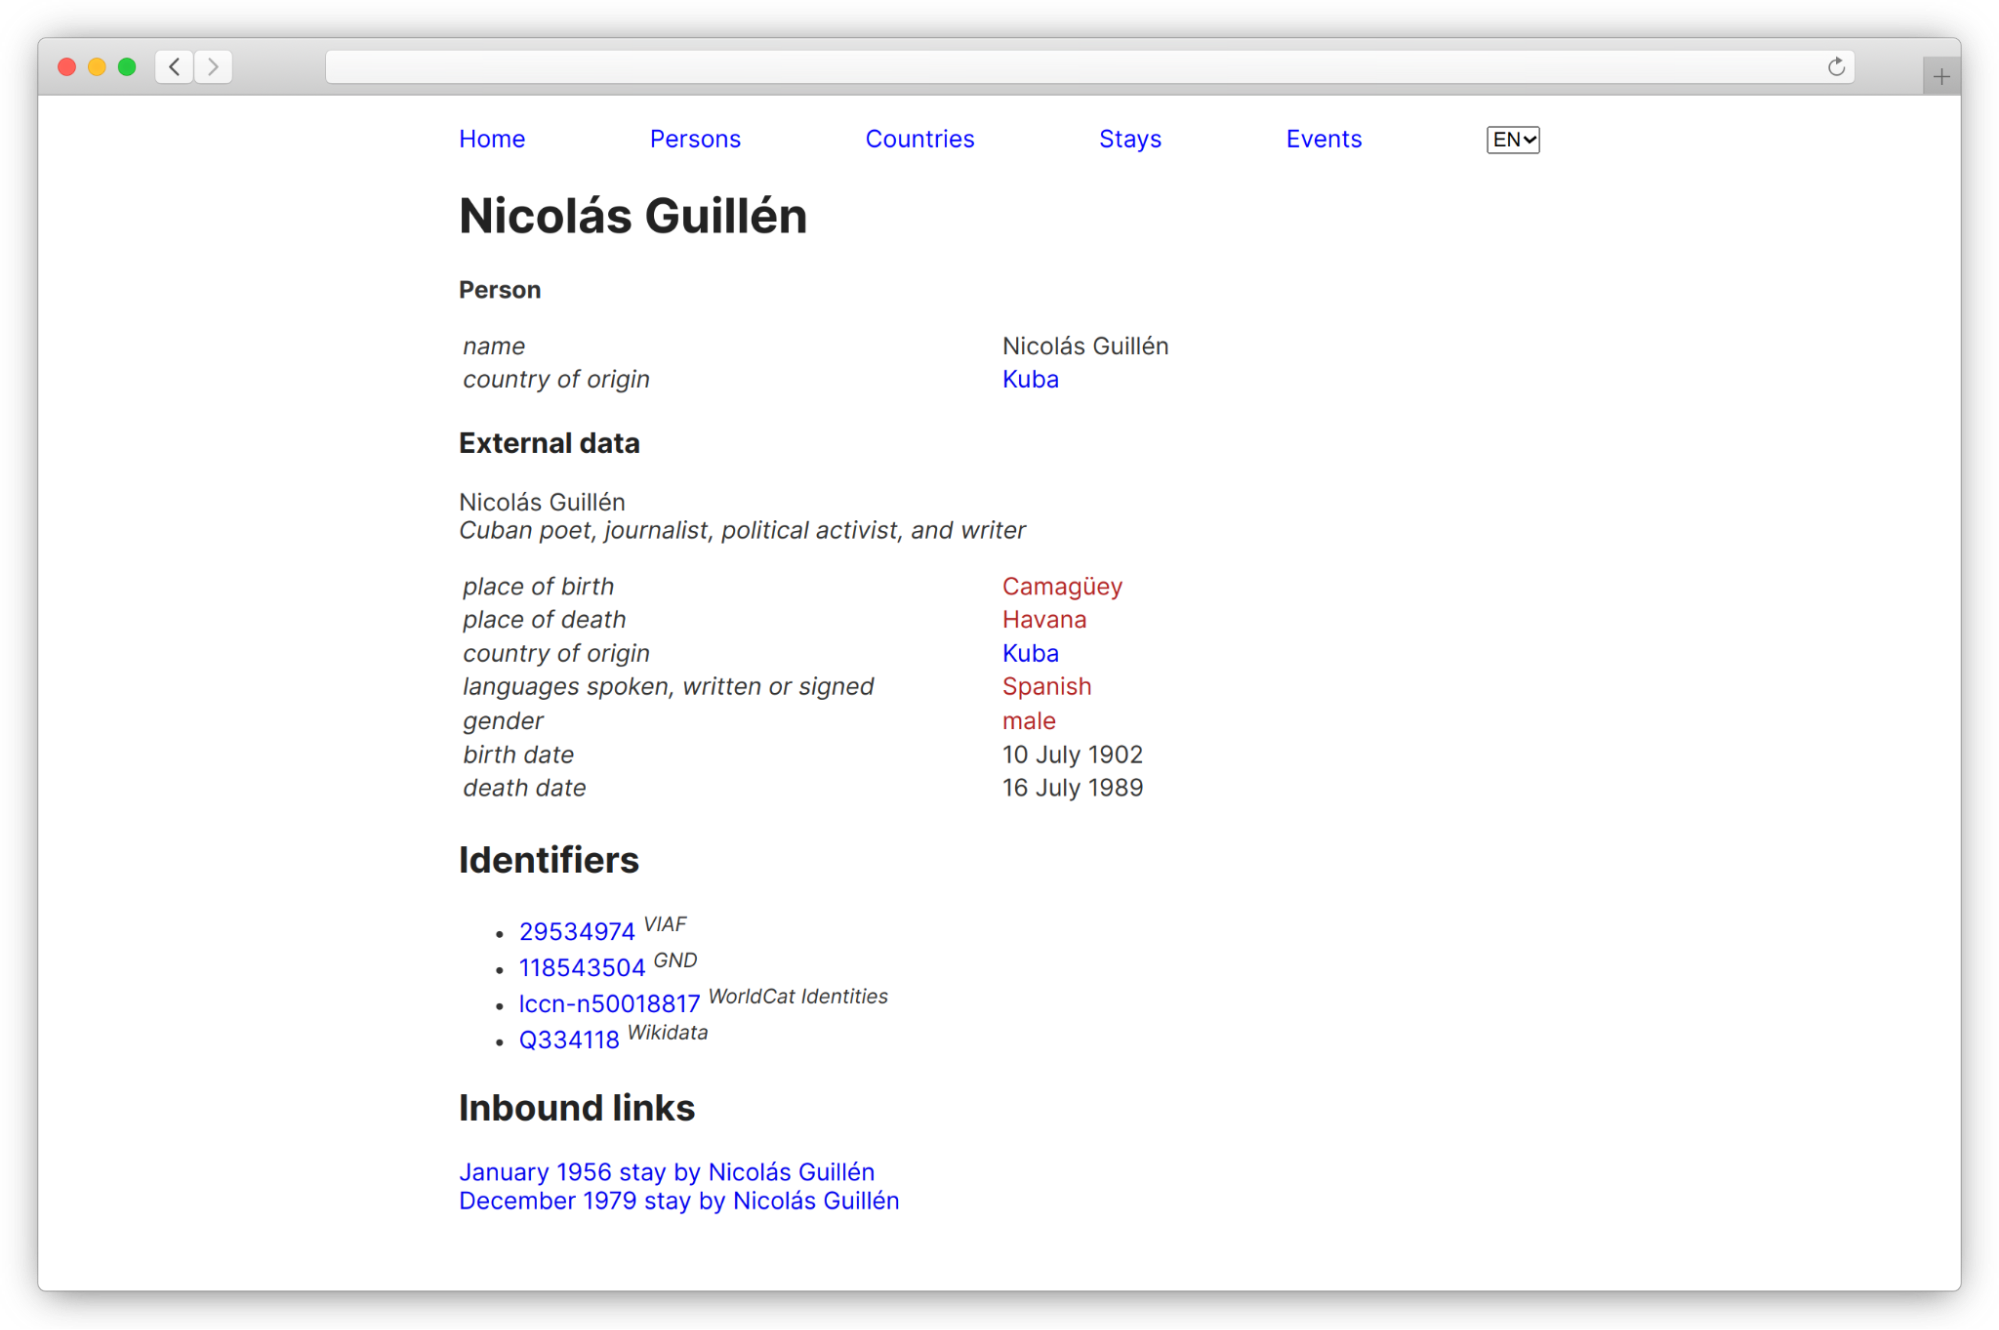 Home Persons Countries Stays Events EN
Nicolás Guillén
Person
name Nicolás Guillén
country of origin Kuba
External data
Nicolás Guillén
Cuban poet, journalist, political activist, and writer
place of birth Camagüey
place of death Havana
country of origin Kuba
languages spoken, written or signed Spanish
gender male
birth date 10 July 1902
death date 16 July 1989
Identifiers
• 29534974 VIAF
• 118543504 GND
• lccn-n50018817 WorldCat Identities
• Q334118 Wikidata
Inbound links
January 1956 stay by Nicolás Guillén
December 1979 stay by Nicolás Guillén